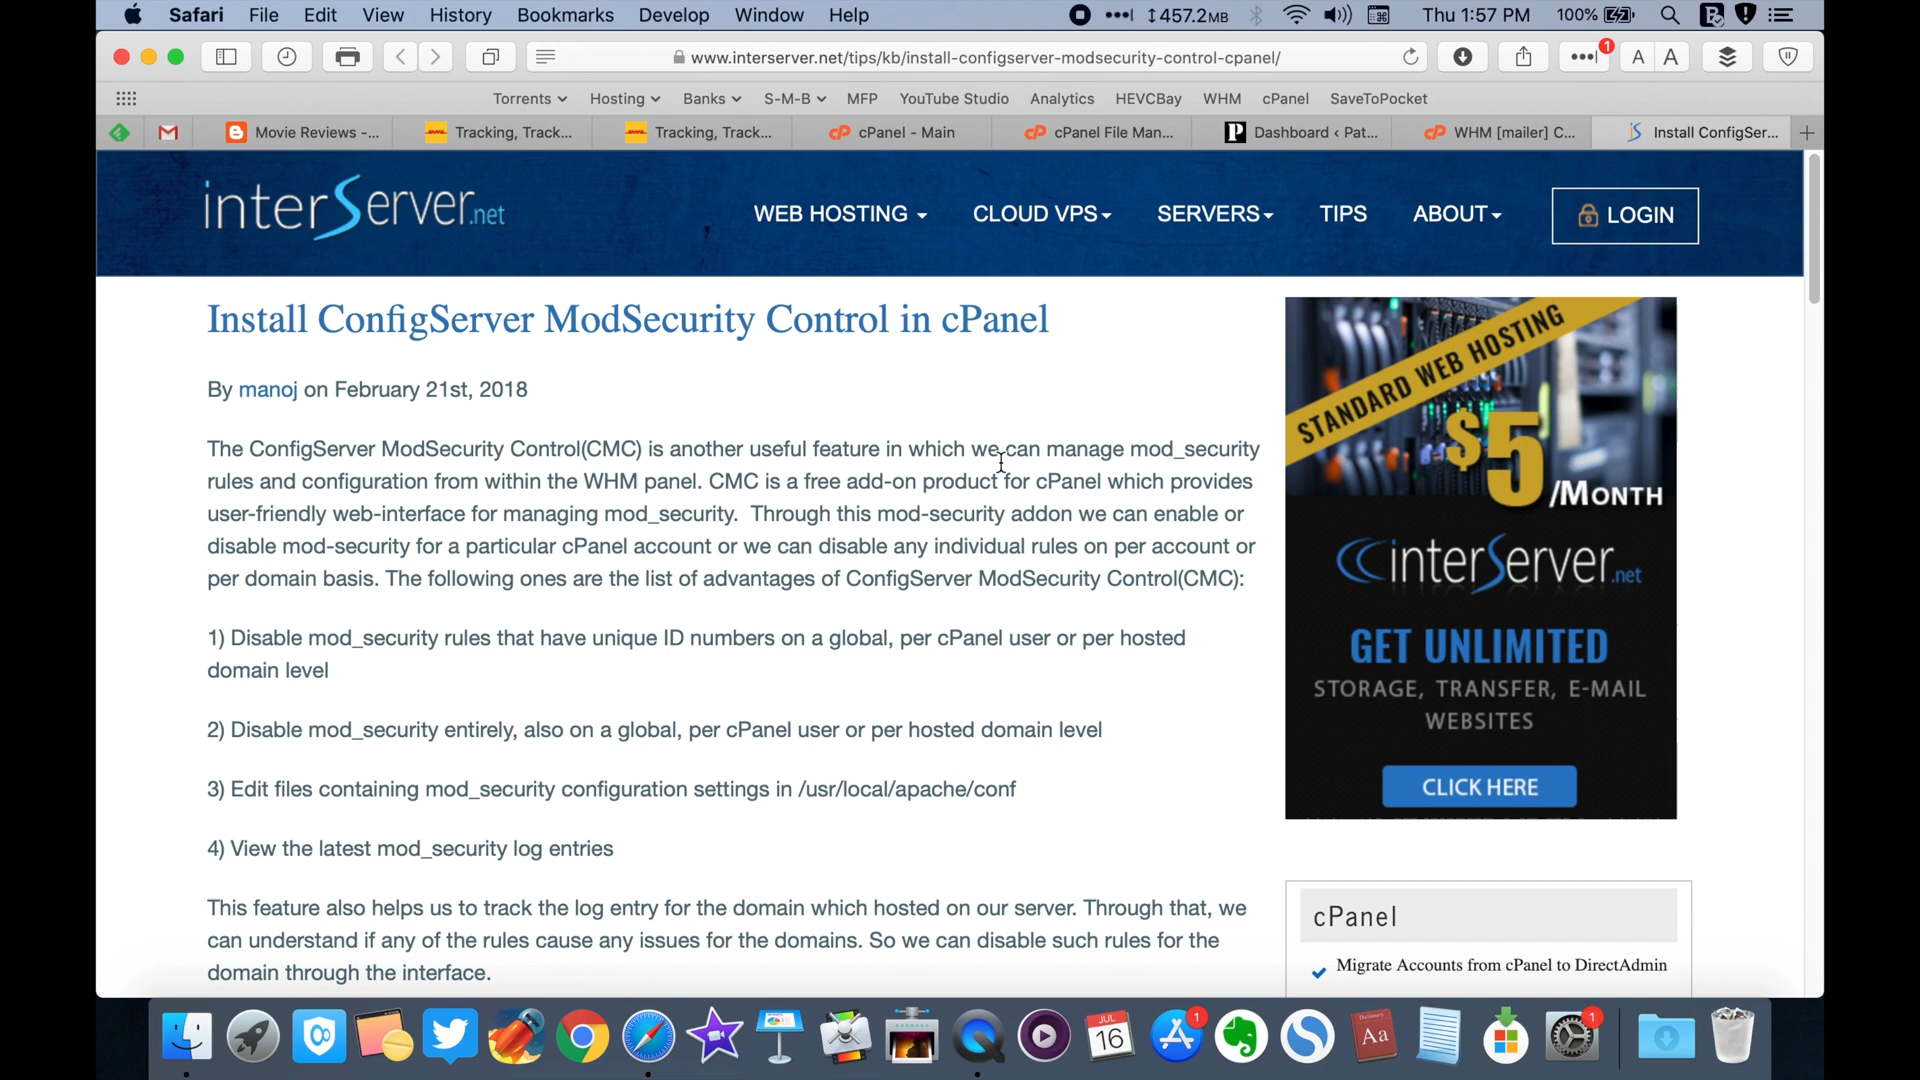 Safari File Edit View History Bookmarks Develop Window Help
457.2MB
Thu 1:57 PM 100%
www.interserver.net/tips/kb/install-configserver-modsecurity-control-cpanel/
1
A A
Torrents Hosting Banks S-M-B MFP YouTube Studio Analytics HEVCBay WHM cPanel SaveToPocket
Movie Reviews -... Tracking, Track... Tracking, Track... cPanel - Main cPanel File Man... Dashboard ‹ Pat... WHM [mailer] C... Install ConfigSer...
interServer.net
WEB HOSTING CLOUD VPS SERVERS TIPS ABOUT LOGIN
Install ConfigServer ModSecurity Control in cPanel
By manoj on February 21st, 2018
The ConfigServer ModSecurity Control(CMC) is another useful feature in which we can manage mod_security
rules and configuration from within the WHM panel. CMC is a free add-on product for cPanel which provides
user-friendly web-interface for managing mod_security.  Through this mod-security addon we can enable or
disable mod-security for a particular cPanel account or we can disable any individual rules on per account or
per domain basis. The following ones are the list of advantages of ConfigServer ModSecurity Control(CMC):
1) Disable mod_security rules that have unique ID numbers on a global, per cPanel user or per hosted
domain level
2) Disable mod_security entirely, also on a global, per cPanel user or per hosted domain level
3) Edit files containing mod_security configuration settings in /usr/local/apache/conf
4) View the latest mod_security log entries
This feature also helps us to track the log entry for the domain which hosted on our server. Through that, we
can understand if any of the rules cause any issues for the domains. So we can disable such rules for the
domain through the interface.
STANDARD WEB HOSTING
$5
/MONTH
interServer.net
GET UNLIMITED
STORAGE, TRANSFER, E-MAIL
WEBSITES
CLICK HERE
cPanel
Migrate Accounts from cPanel to DirectAdmin
JUL
16
1
Aa
1